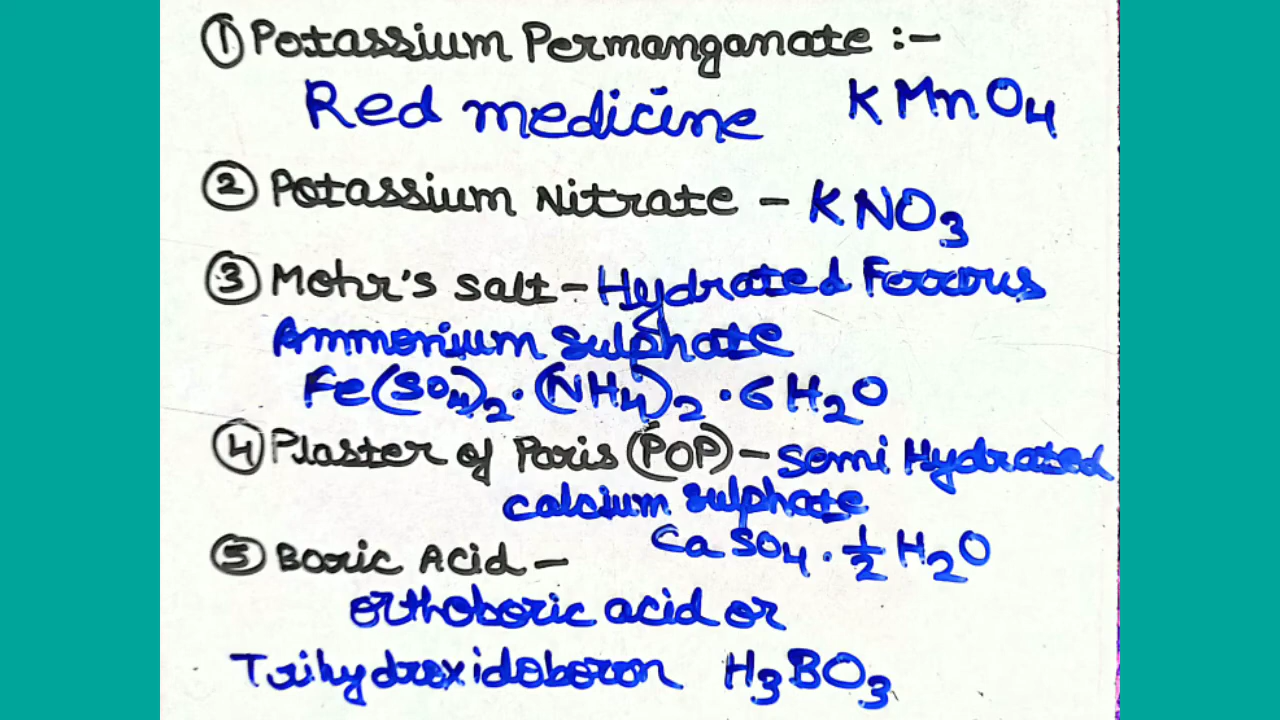 ① Potassium Permanganate :-
Red medicine KMnO₄
② Potassium Nitrate - KNO₃
③ Mohr's salt - Hydrated Ferrous
Ammonium Sulphate
Fe(SO₄)₂·(NH₄)₂·6H₂O
④ Plaster of Paris (POP) - Semi Hydrated
calcium sulphate
CaSO₄·½H₂O
⑤ Boric Acid -
orthoboric acid or
Trihydroxidoboron H₃BO₃